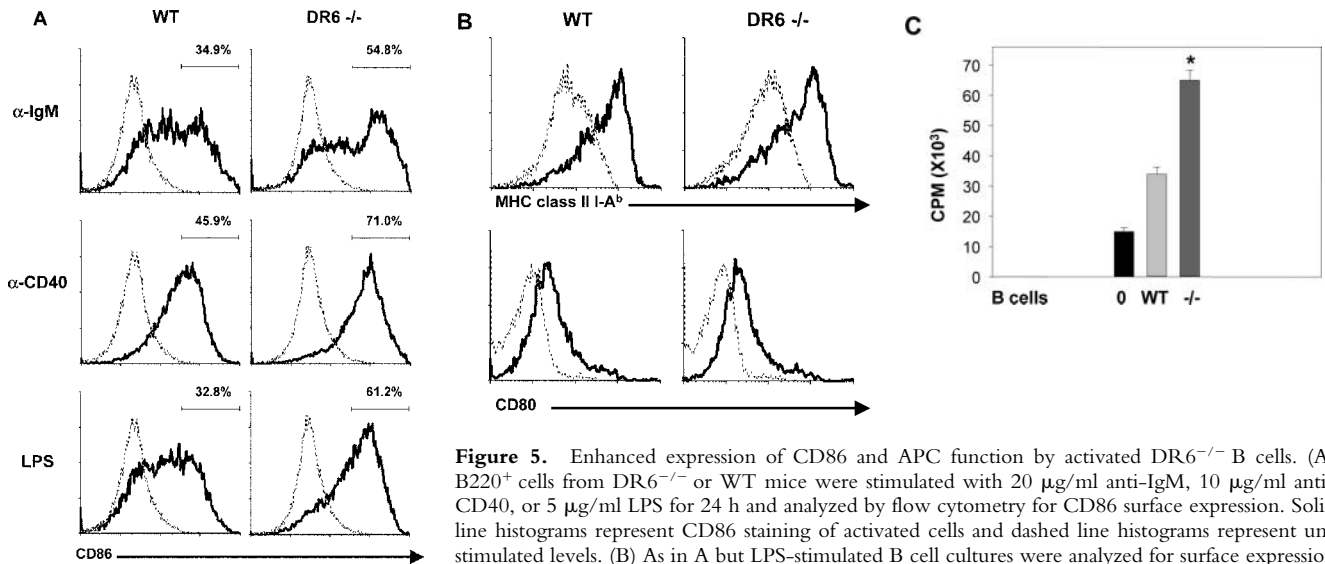 A
WT DR6 -/-
34.9% 54.8%
α-IgM
45.9% 71.0%
α-CD40
32.8% 61.2%
LPS
CD86
B
WT DR6 -/-
MHC class II I-Aᵇ
CD80
C
CPM (X10³)
70
60
50
40
30
20
10
0
*
B cells 0 WT -/-
Figure 5. Enhanced expression of CD86 and APC function by activated DR6⁻/⁻ B cells. (A
B220⁺ cells from DR6⁻/⁻ or WT mice were stimulated with 20 μg/ml anti-IgM, 10 μg/ml anti
CD40, or 5 μg/ml LPS for 24 h and analyzed by flow cytometry for CD86 surface expression. Soli
line histograms represent CD86 staining of activated cells and dashed line histograms represent un
stimulated levels. (B) As in A but LPS-stimulated B cell cultures were analyzed for surface expressio